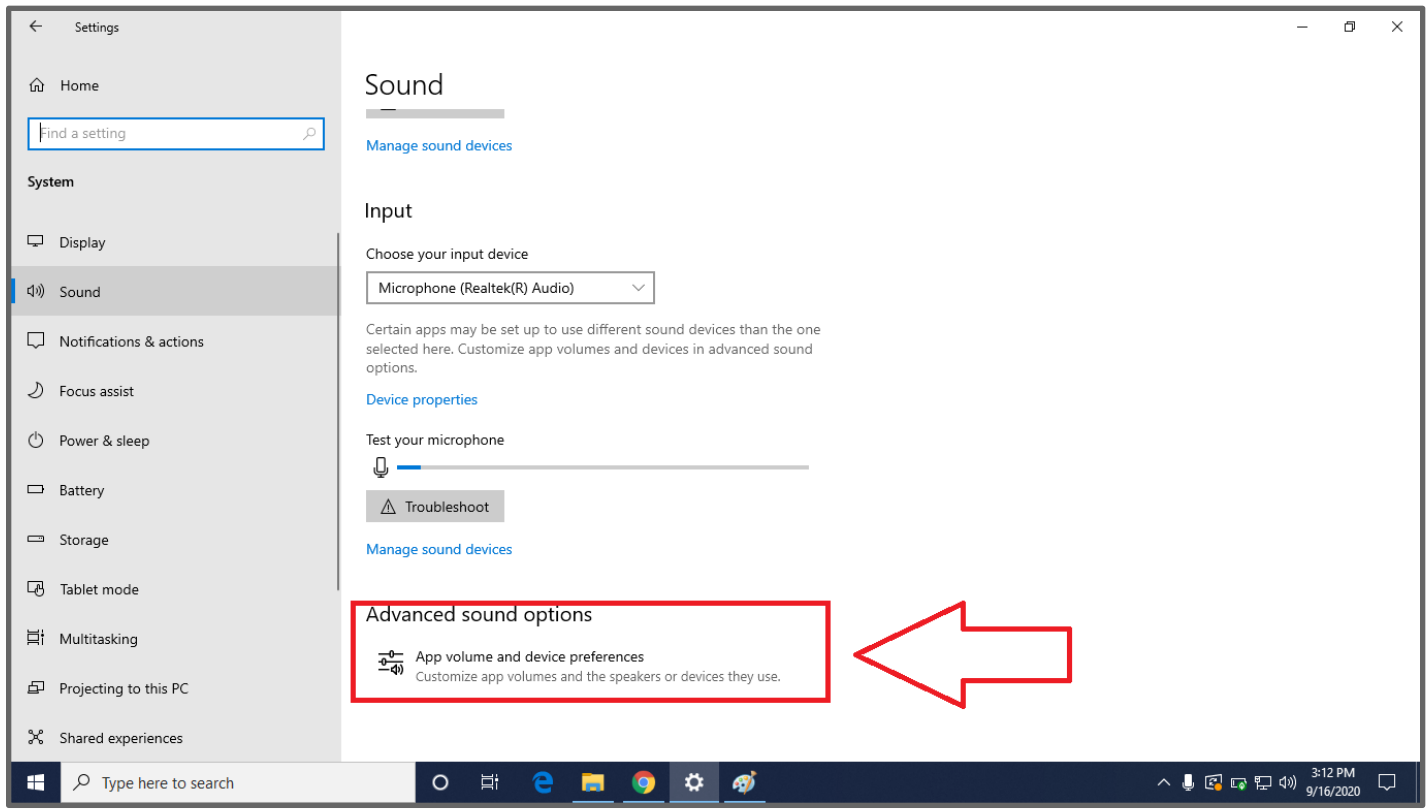 Settings
Home
Find a setting
System
Display
Sound
Notifications & actions
Focus assist
Power & sleep
Battery
Storage
Tablet mode
Multitasking
Projecting to this PC
Shared experiences
Sound
Manage sound devices
Input
Choose your input device
Microphone (Realtek(R) Audio)
Certain apps may be set up to use different sound devices than the one
selected here. Customize app volumes and devices in advanced sound
options.
Device properties
Test your microphone
Troubleshoot
Manage sound devices
Advanced sound options
App volume and device preferences
Customize app volumes and the speakers or devices they use.
Type here to search
3:12 PM
9/16/2020